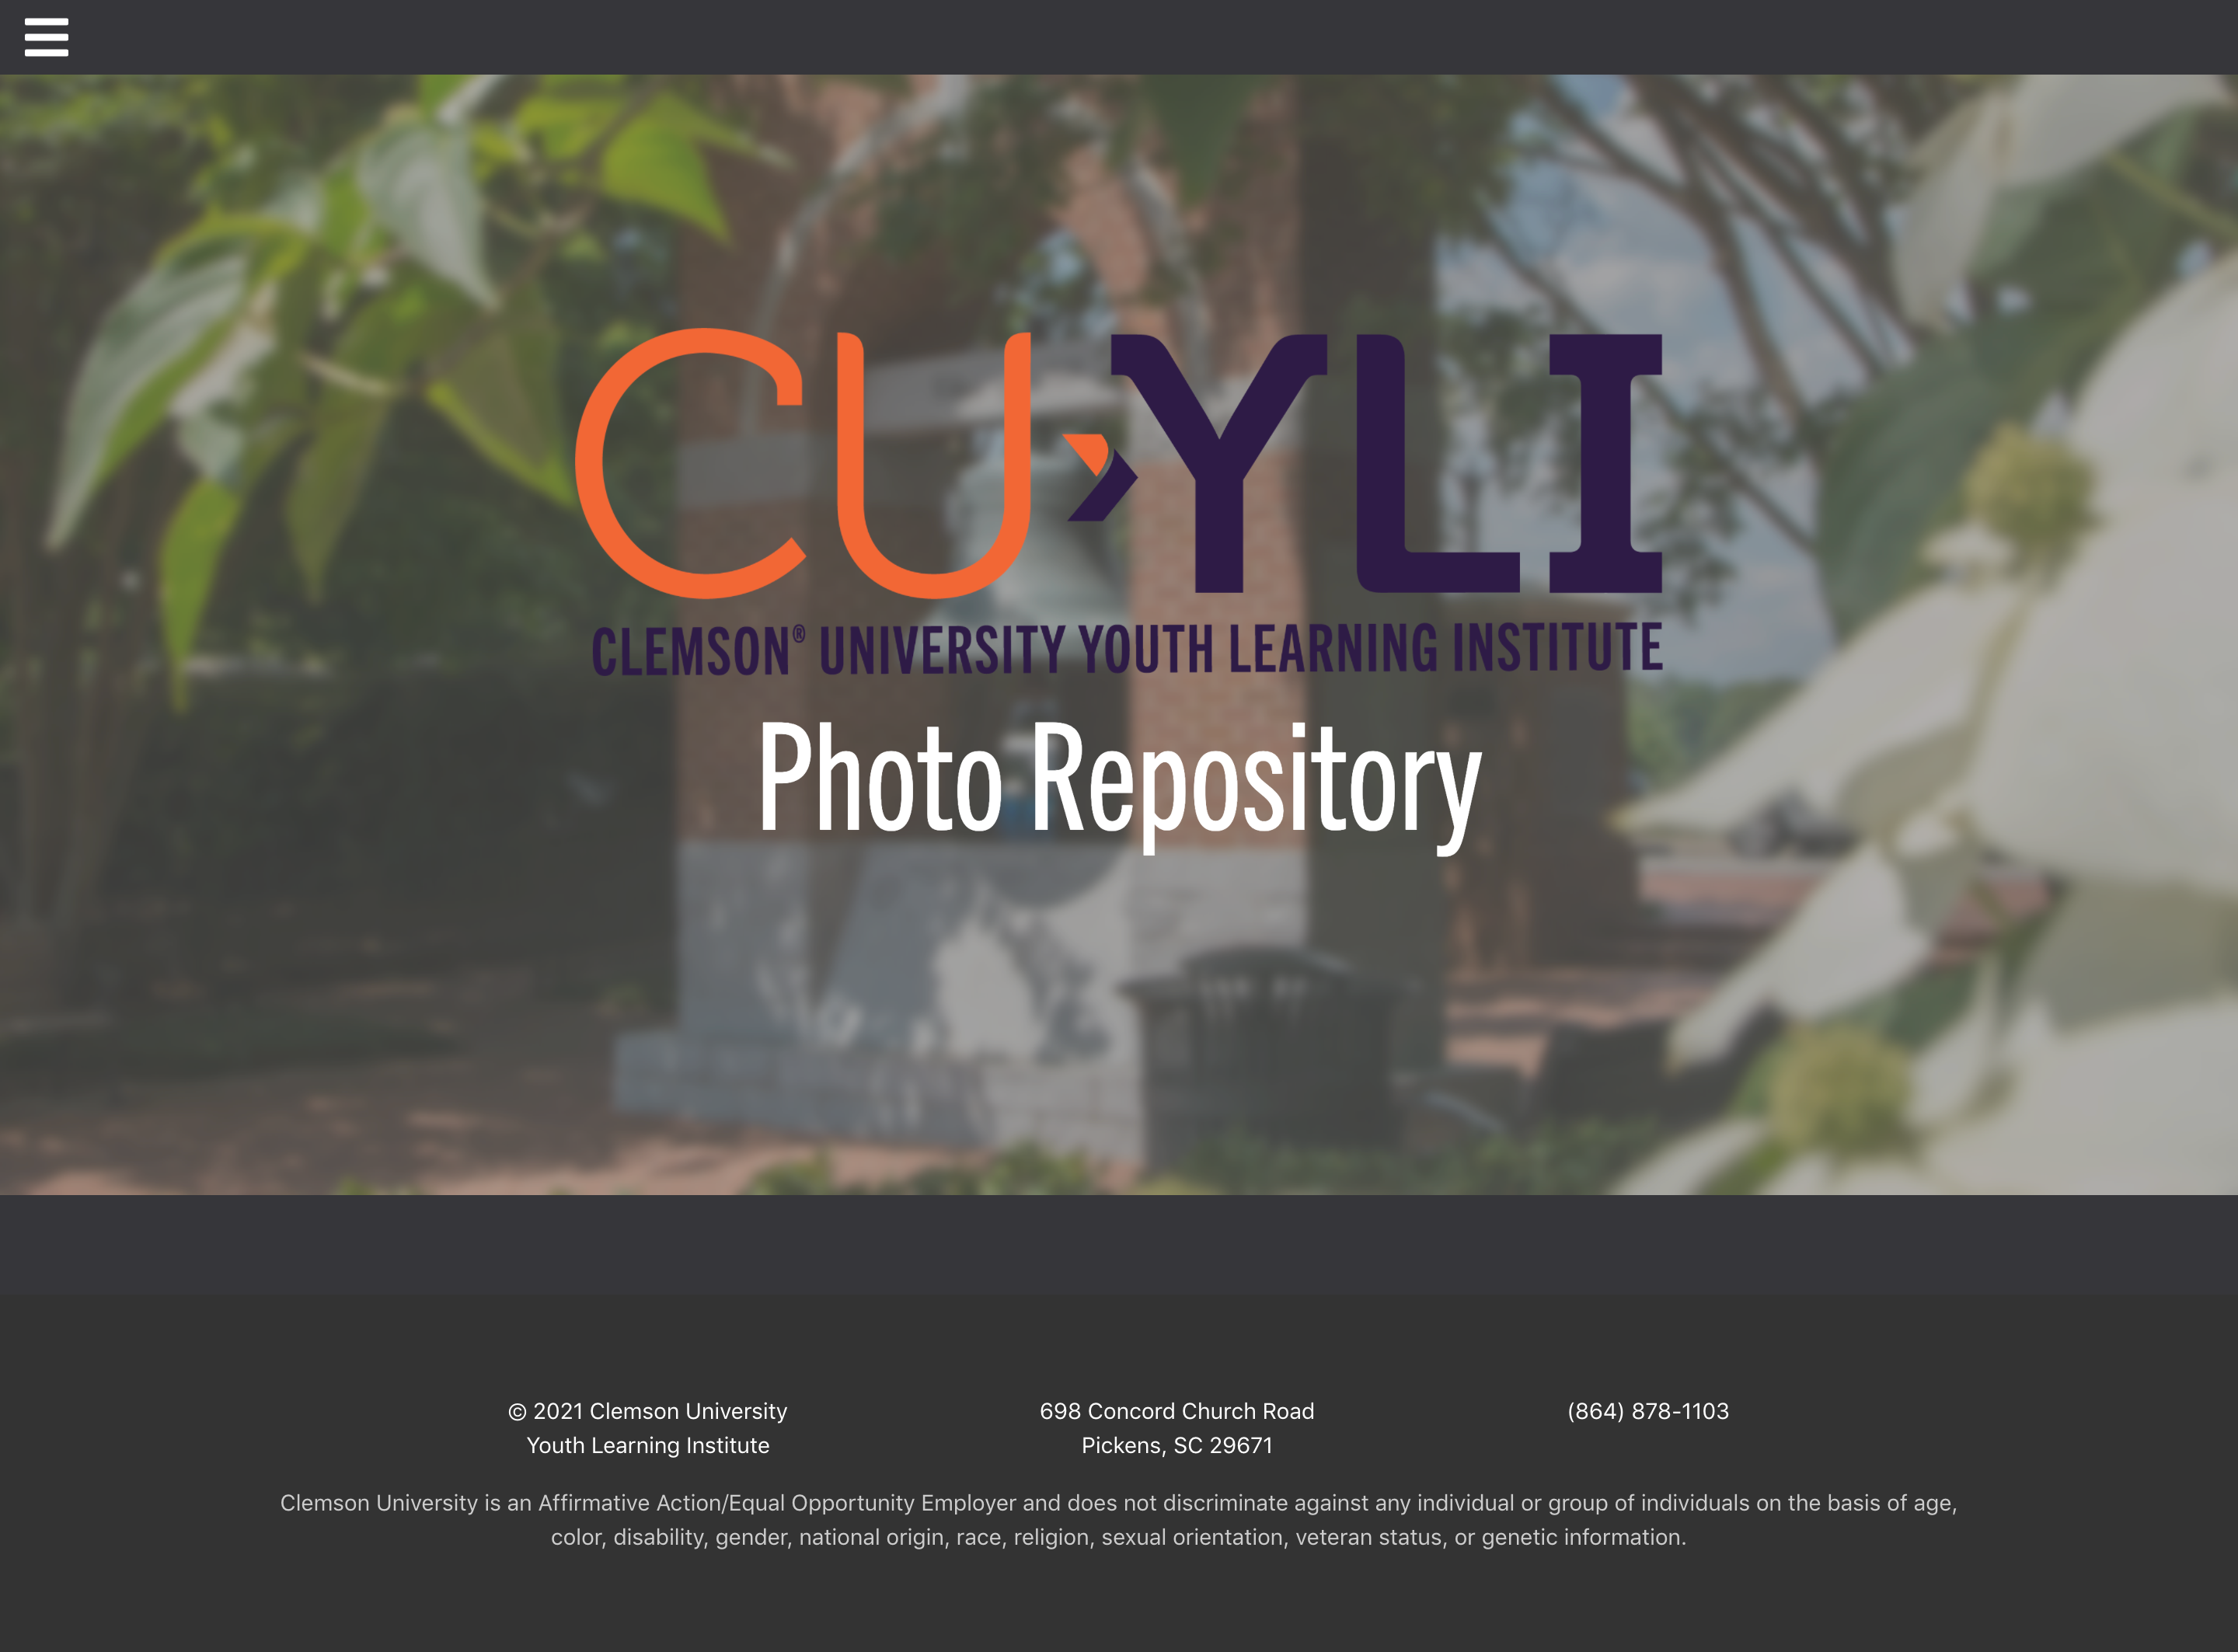 CU YLI
CLEMSON® UNIVERSITY YOUTH LEARNING INSTITUTE
Photo Repository
© 2021 Clemson University
Youth Learning Institute
698 Concord Church Road
Pickens, SC 29671
(864) 878-1103
Clemson University is an Affirmative Action/Equal Opportunity Employer and does not discriminate against any individual or group of individuals on the basis of age,
color, disability, gender, national origin, race, religion, sexual orientation, veteran status, or genetic information.